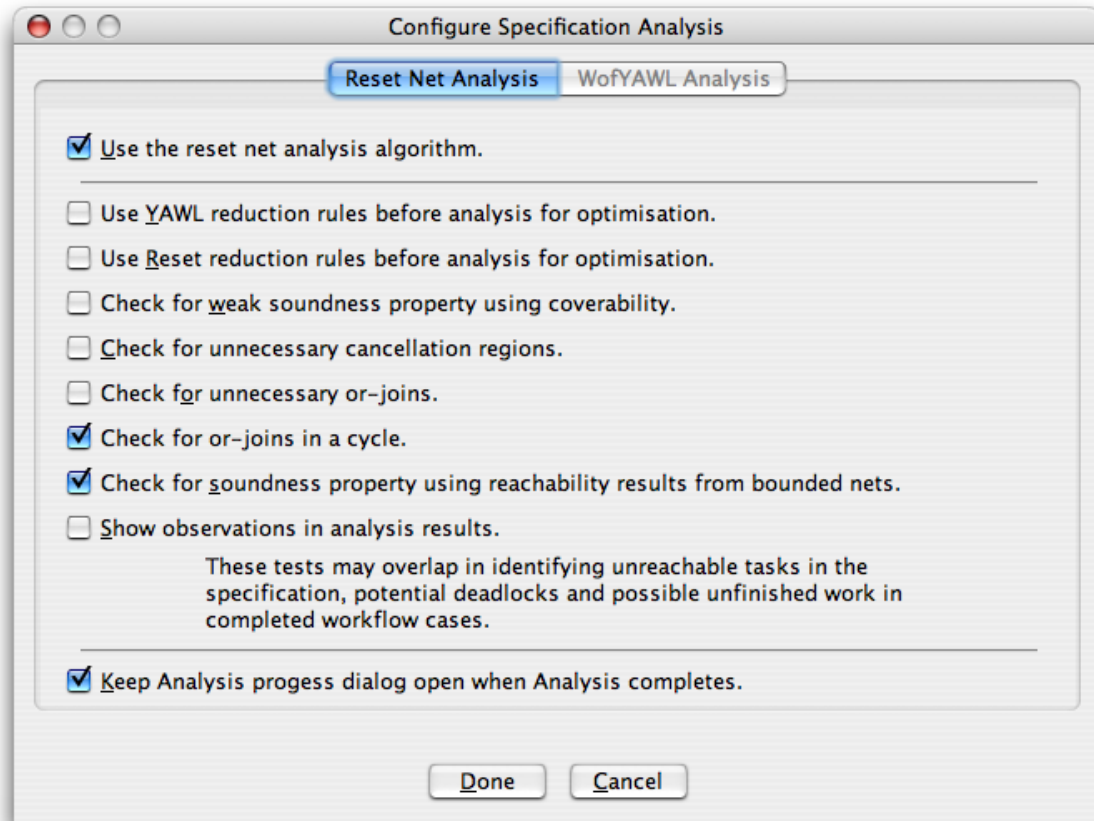 Configure Specification Analysis
Reset Net Analysis WofYAWL Analysis
Use the reset net analysis algorithm.
Use YAWL reduction rules before analysis for optimisation.
Use Reset reduction rules before analysis for optimisation.
Check for weak soundness property using coverability.
Check for unnecessary cancellation regions.
Check for unnecessary or-joins.
Check for or-joins in a cycle.
Check for soundness property using reachability results from bounded nets.
Show observations in analysis results.
These tests may overlap in identifying unreachable tasks in the
specification, potential deadlocks and possible unfinished work in
completed workflow cases.
Keep Analysis progess dialog open when Analysis completes.
Done Cancel